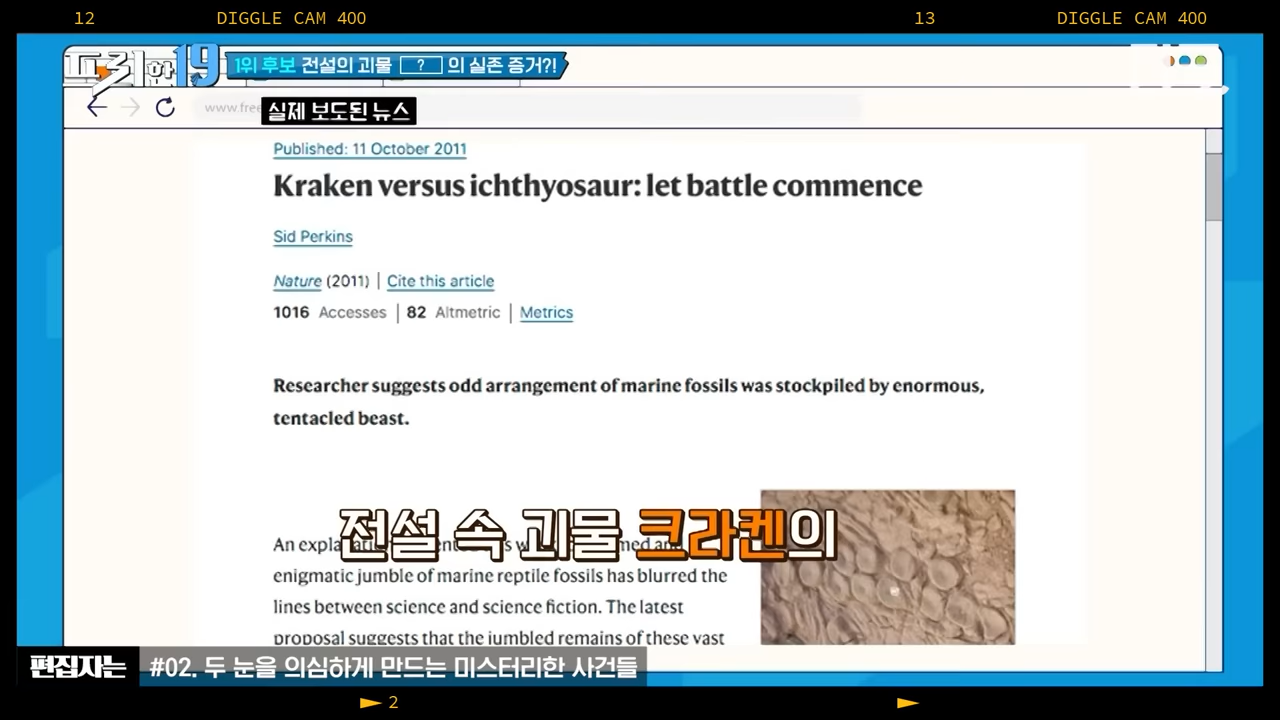 12 DIGGLE CAM 400 13 DIGGLE CAM 400
프리한 19
1위 후보 전설의 괴물 ? 의 실존 증거?!
www.free
실제 보도된 뉴스
Published: 11 October 2011
Kraken versus ichthyosaur: let battle commence
Sid Perkins
Nature (2011) | Cite this article
1016 Accesses | 82 Altmetric | Metrics
Researcher suggests odd arrangement of marine fossils was stockpiled by enormous,
tentacled beast.
전설 속 괴물 크라켄의
An
enigmatic jumble of marine reptile fossils has blurred the
lines between science and science fiction. The latest
proposal suggests that the jumbled remains of these vast
편집자는 #02. 두 눈을 의심하게 만드는 미스터리한 사건들
2